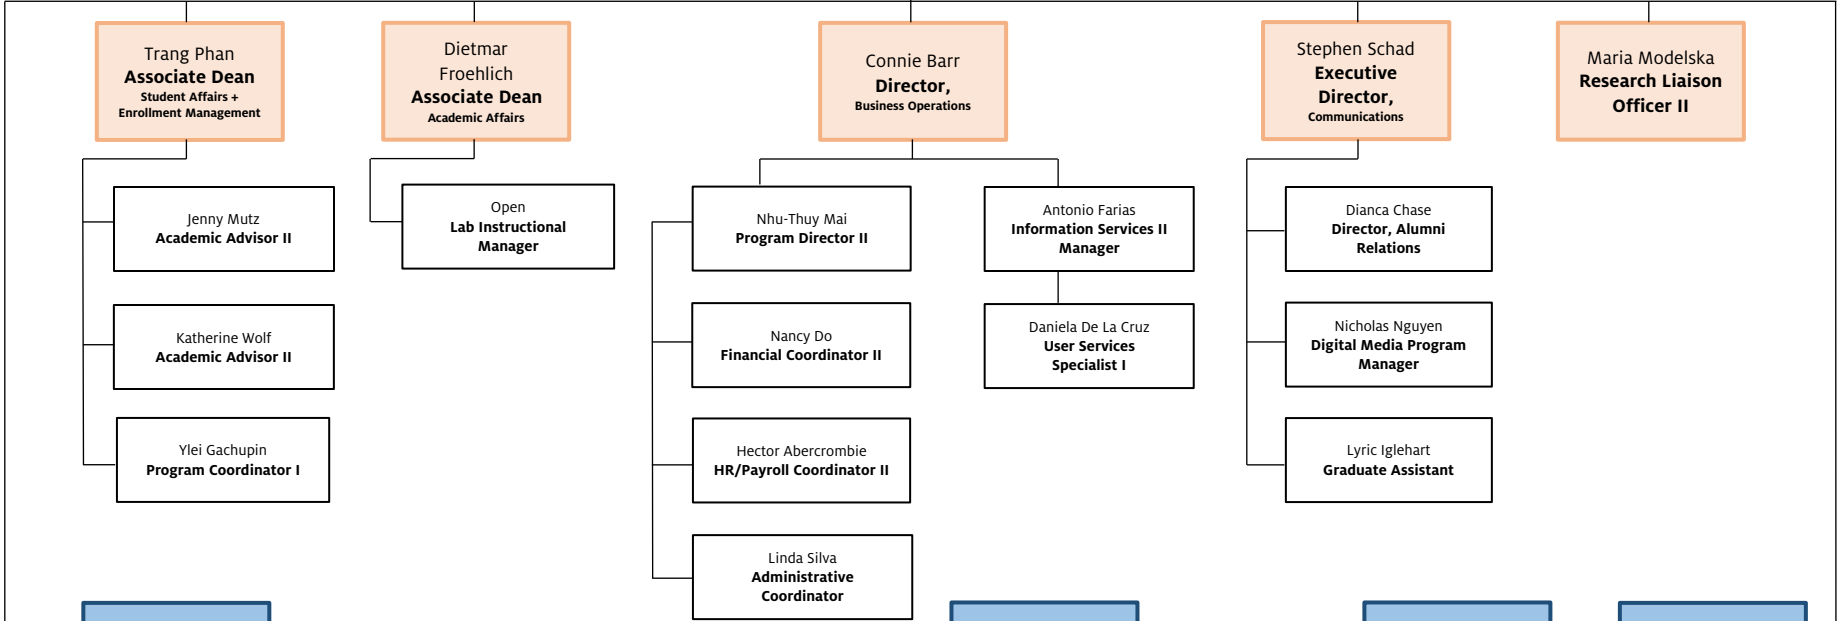 Trang Phan
Associate Dean
Student Affairs +
Enrollment Management
Dietmar
Froehlich
Associate Dean
Academic Affairs
Connie Barr
Director,
Business Operations
Stephen Schad
Executive
Director,
Communications
Maria Modelska
Research Liaison
Officer II
Jenny Mutz
Academic Advisor II
Katherine Wolf
Academic Advisor II
Ylei Gachupin
Program Coordinator I
Open
Lab Instructional
Manager
Nhu-Thuy Mai
Program Director II
Nancy Do
Financial Coordinator II
Hector Abercrombie
HR/Payroll Coordinator II
Linda Silva
Administrative
Coordinator
Antonio Farias
Information Services II
Manager
Daniela De La Cruz
User Services
Specialist I
Dianca Chase
Director, Alumni
Relations
Nicholas Nguyen
Digital Media Program
Manager
Lyric Iglehart
Graduate Assistant